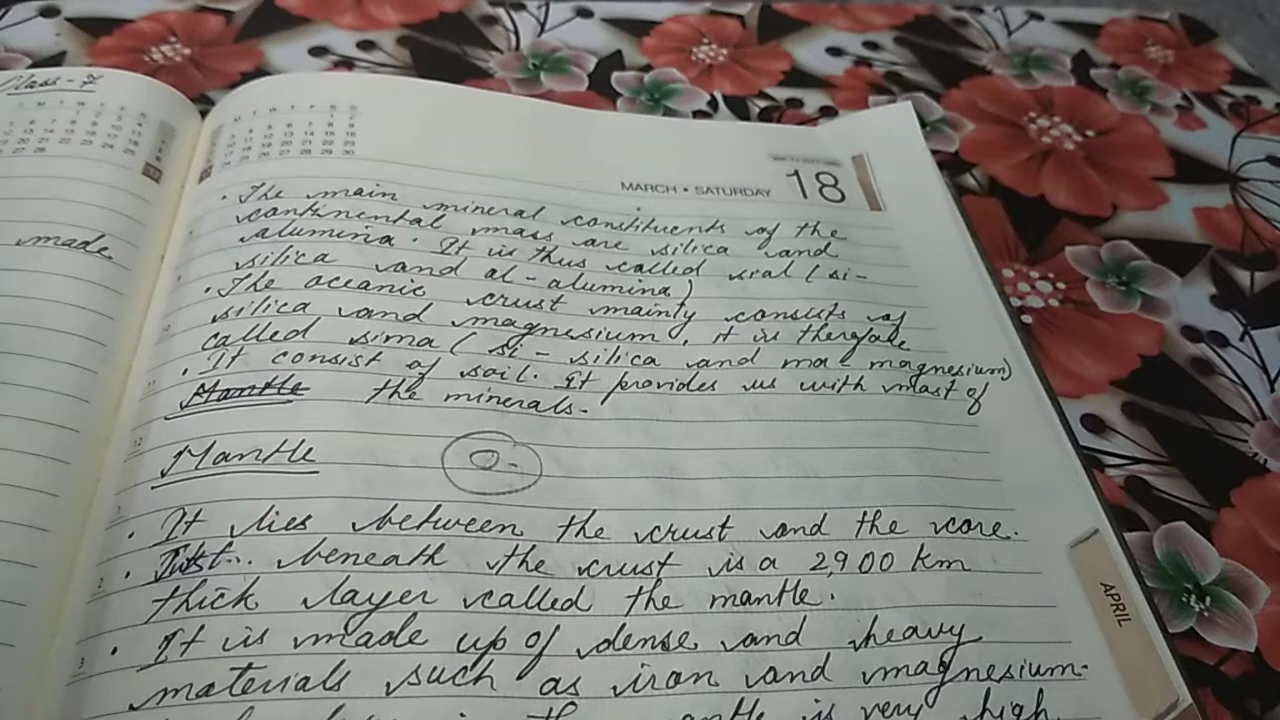 Class - 7
made
MARCH • SATURDAY 18
• The main mineral constituents of the
continental mass are silica and
alumina. It is thus called sial (si-
silica and al-alumina)
• The oceanic crust mainly consists of
silica and magnesium, it is therefore
called sima (si - silica and ma - magnesium)
• It consist of soil. It provides us with most of
Mantle the minerals.
Mantle
• It lies between the crust and the core.
• Just.. beneath the crust is a 2,900 km
thick layer called the mantle.
• It is made up of dense and heavy
materials such as iron and magnesium.
is very high
APRIL